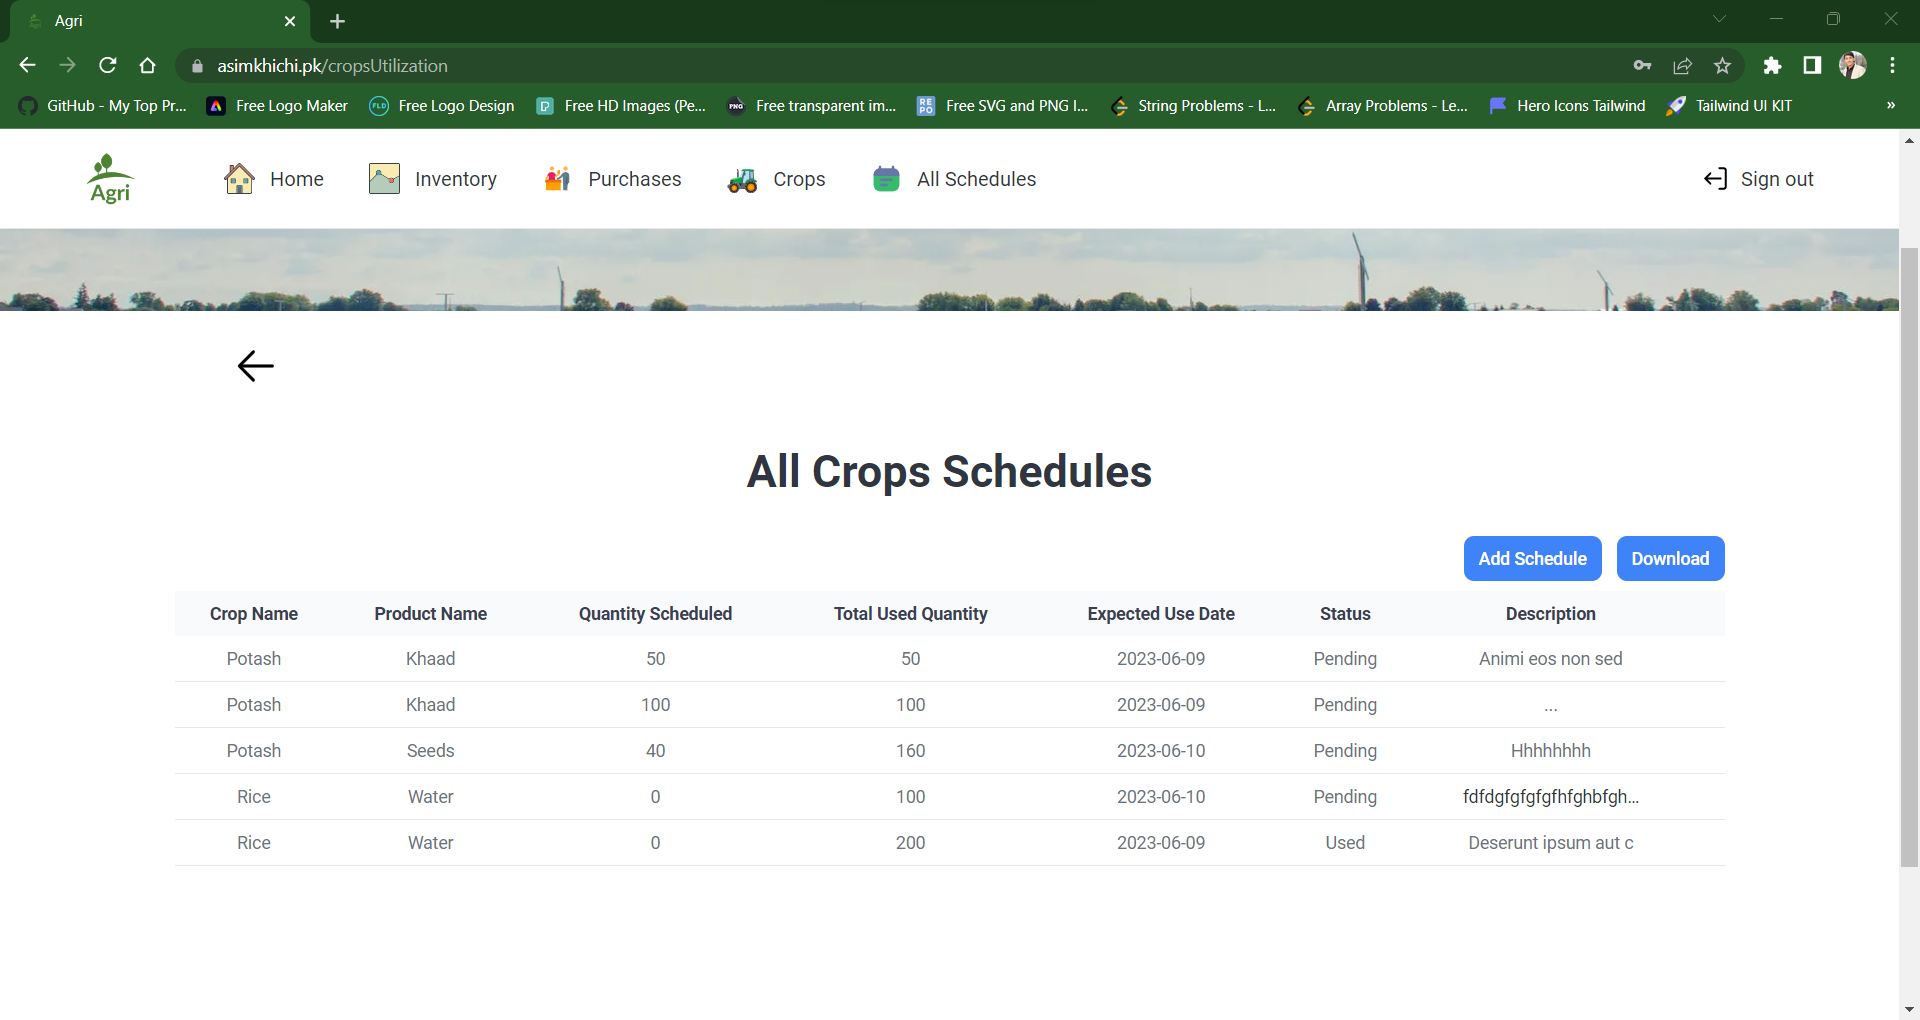 Agri
asimkhichi.pk/cropsUtilization
GitHub - My Top Pr... Free Logo Maker FLD Free Logo Design Free HD Images (Pe... PNG Free transparent im... RE PO Free SVG and PNG I... String Problems - L... Array Problems - Le... Hero Icons Tailwind Tailwind UI KIT »
Agri Home Inventory Purchases Crops All Schedules Sign out
All Crops Schedules
Add Schedule Download
Crop Name Product Name Quantity Scheduled Total Used Quantity Expected Use Date Status Description
Potash Khaad 50 50 2023-06-09 Pending Animi eos non sed
Potash Khaad 100 100 2023-06-09 Pending ...
Potash Seeds 40 160 2023-06-10 Pending Hhhhhhhh
Rice Water 0 100 2023-06-10 Pending fdfdgfgfgfgfhfghbfgh...
Rice Water 0 200 2023-06-09 Used Deserunt ipsum aut c